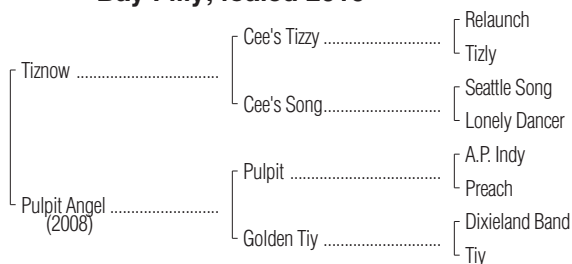 Bay Filly, foaled
Relaunch
Cee's Tizzy
Tizly
Tiznow
Seattle Song
Cee's Song
Lonely Dancer
A.P. Indy
Pulpit
Preach
Pulpit Angel
(2008)
Dixieland Band
Golden Tiy
Tiy